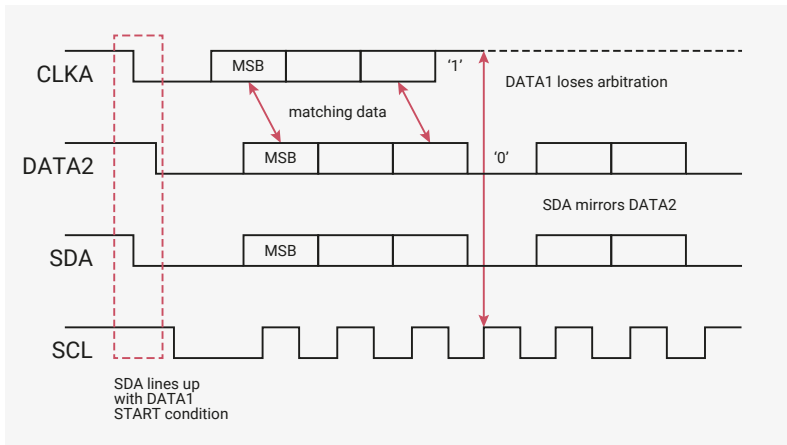 CLKA
MSB
‘1’
DATA1 loses arbitration
matching data
DATA2
MSB
‘0’
SDA mirrors DATA2
SDA
MSB
SCL
SDA lines up
with DATA1
START condition